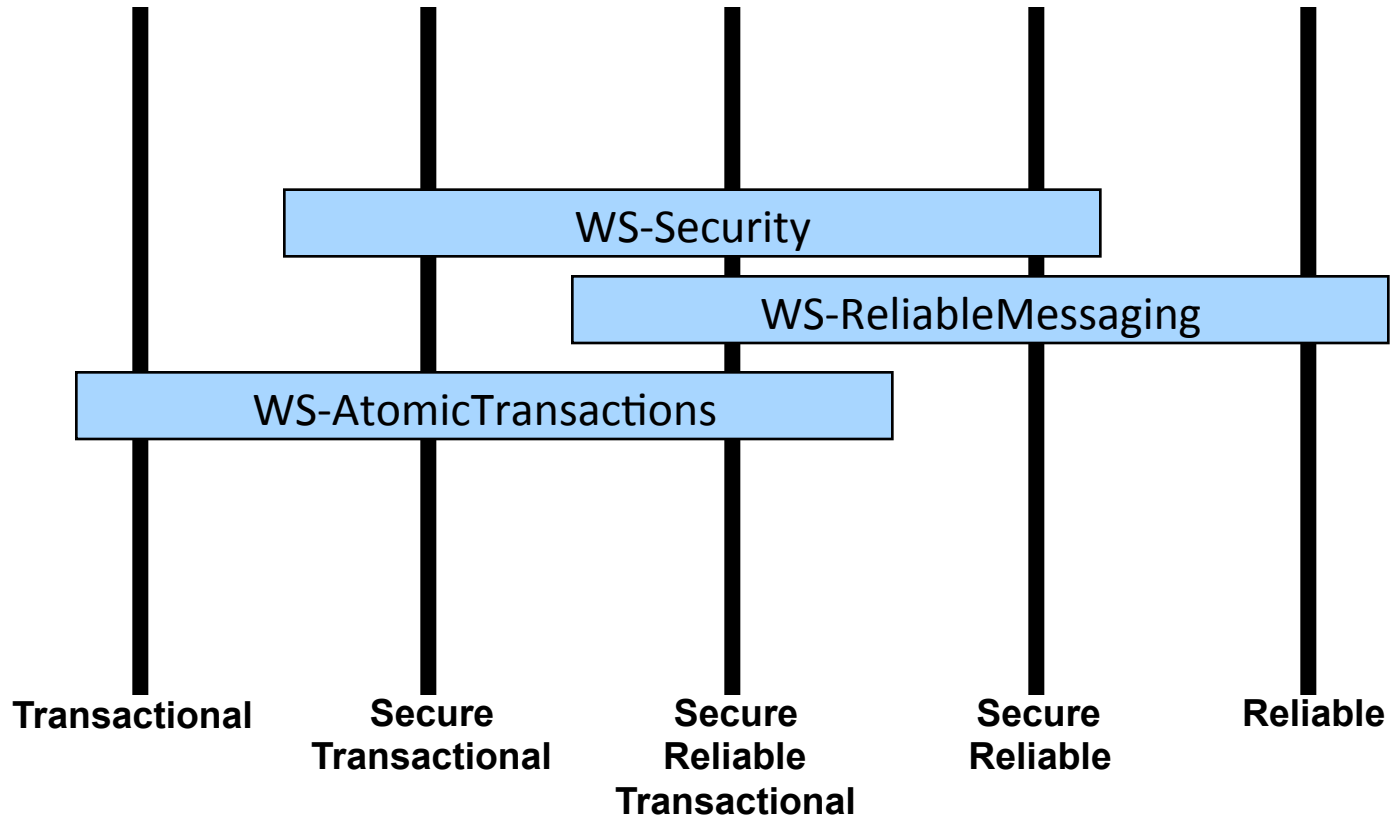 WS-Security
WS-ReliableMessaging
WS-AtomicTransactions
Transactional
Secure
Transactional
Secure
Reliable
Transactional
Secure
Reliable
Reliable